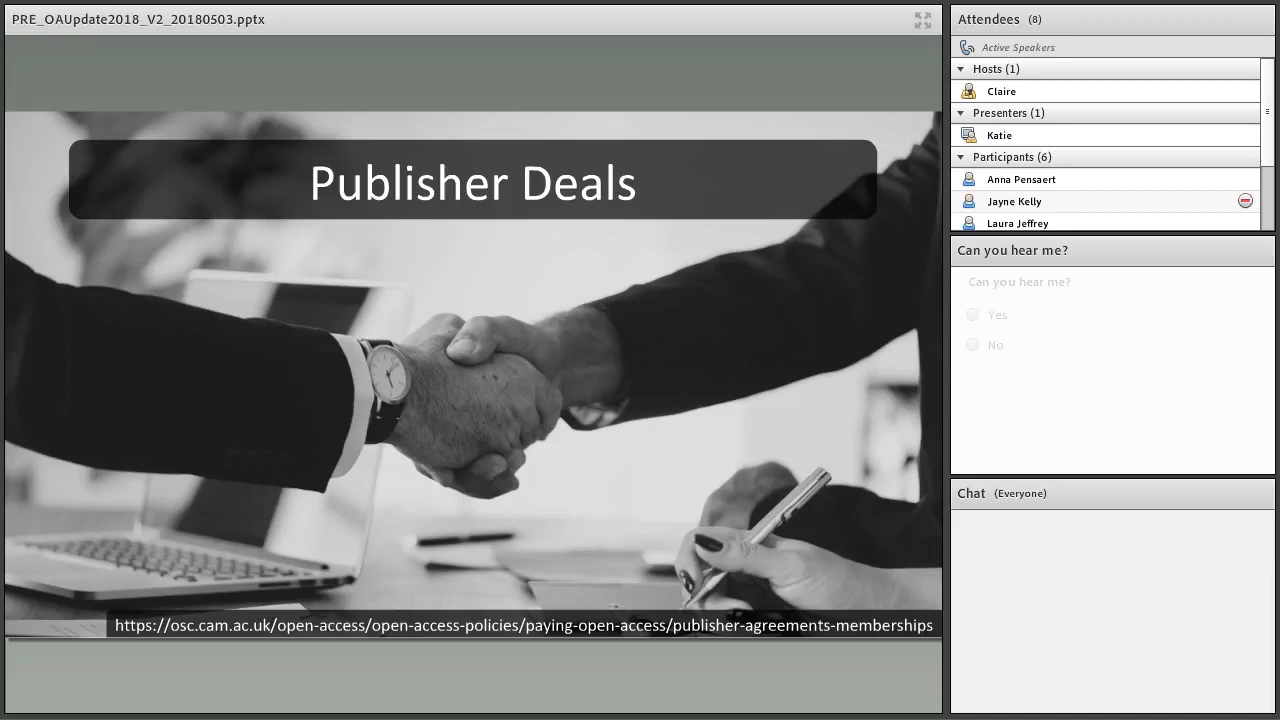 PRE_OAUpdate2018_V2_20180503.pptx
Publisher Deals
https://osc.cam.ac.uk/open-access/open-access-policies/paying-open-access/publisher-agreements-memberships
Attendees (8)
Active Speakers
Hosts (1)
Claire
Presenters (1)
Katie
Participants (6)
Anna Pensaert
Jayne Kelly
Laura Jeffrey
Can you hear me?
Can you hear me?
Yes
No
Chat (Everyone)